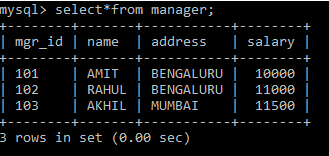 mysql> select*from manager;
+--------+-------+-----------+--------+
| mgr_id | name | address | salary |
+--------+-------+-----------+--------+
| 101 | AMIT | BENGALURU | 10000 |
| 102 | RAHUL | BENGALURU | 11000 |
| 103 | AKHIL | MUMBAI | 11500 |
+--------+-------+-----------+--------+
3 rows in set (0.00 sec)